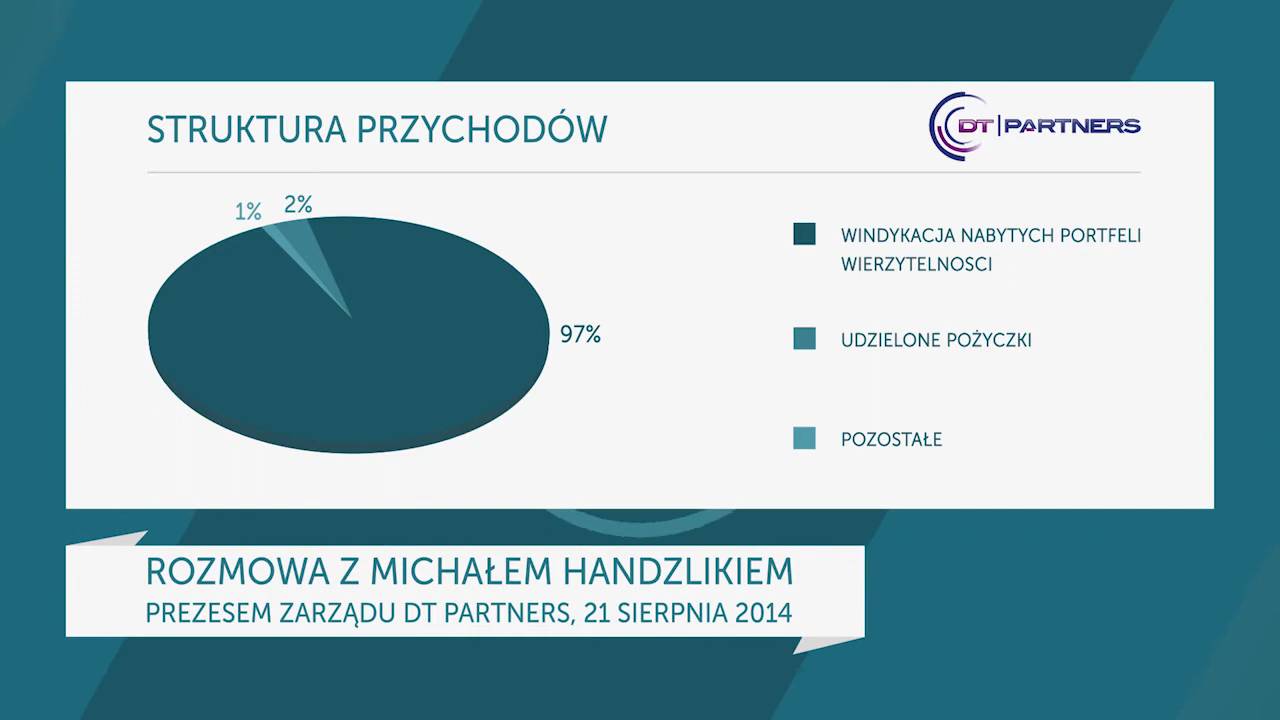 STRUKTURA PRZYCHODÓW
DT|PARTNERS
1%
2%
97%
WINDYKACJA NABYTYCH PORTFELI
WIERZYTELNOSCI
UDZIELONE POŻYCZKI
POZOSTAŁE
ROZMOWA Z MICHAŁEM HANDZLIKIEM
PREZESEM ZARZĄDU DT PARTNERS, 21 SIERPNIA 2014